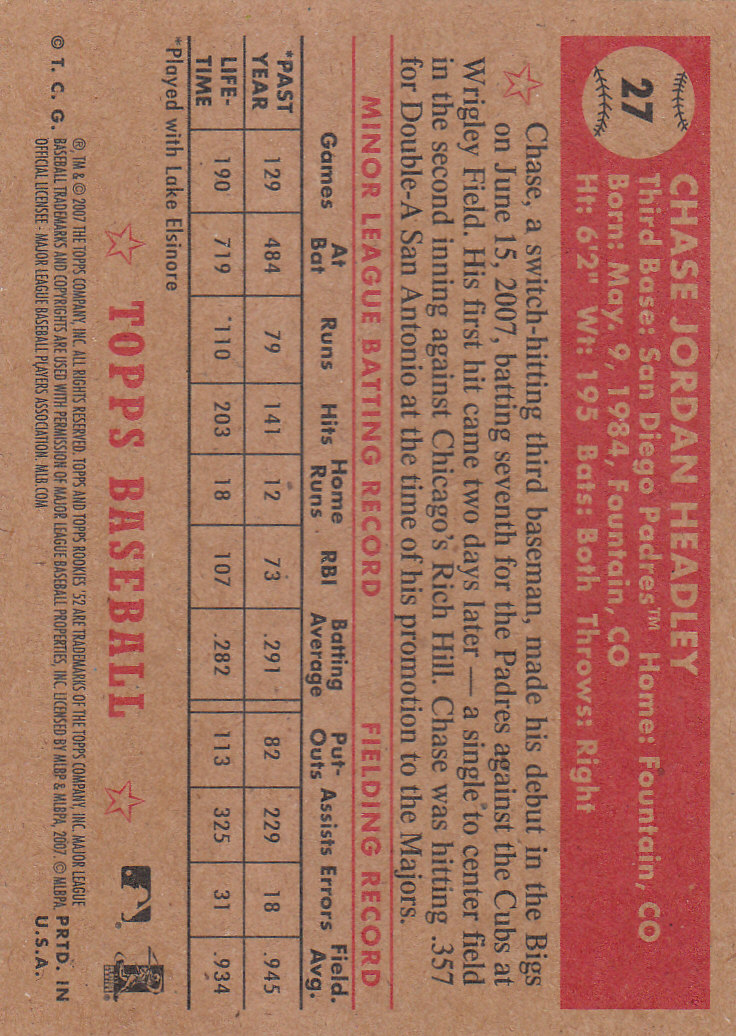 27
CHASE JORDAN HEADLEY
Third Base: San Diego Padres™ Home: Fountain, CO
Born: May. 9, 1984, Fountain, CO
Ht: 6'2" Wt: 195 Bats: Both Throws: Right
Chase, a switch-hitting third baseman, made his debut in the Bigs
on June 15, 2007, batting seventh for the Padres against the Cubs at
Wrigley Field. His first hit came two days later — a single to center field
in the second inning against Chicago's Rich Hill. Chase was hitting .357
for Double-A San Antonio at the time of his promotion to the Majors.
MINOR LEAGUE BATTING RECORD FIELDING RECORD
Games At Bat Runs Hits Home Runs RBI Batting Average Put-Outs Assists Errors Field. Avg.
*PAST YEAR 129 484 79 141 12 73 .291 82 229 18 .945
LIFE-TIME 190 719 110 203 18 107 .282 113 325 31 .934
*Played with Lake Elsinore
TOPPS BASEBALL
®, TM & © 2007 THE TOPPS COMPANY, INC. ALL RIGHTS RESERVED. TOPPS AND TOPPS ROOKIES '52 ARE TRADEMARKS OF THE TOPPS COMPANY, INC. MAJOR LEAGUE
© T. C. G. BASEBALL TRADEMARKS AND COPYRIGHTS ARE USED WITH PERMISSION OF MAJOR LEAGUE BASEBALL PROPERTIES, INC. LICENSED BY MLBP & MLBPA, 2007. © MLBPA. PRTD. IN
OFFICIAL LICENSEE - MAJOR LEAGUE BASEBALL PLAYERS ASSOCIATION. MLB.COM U.S.A.